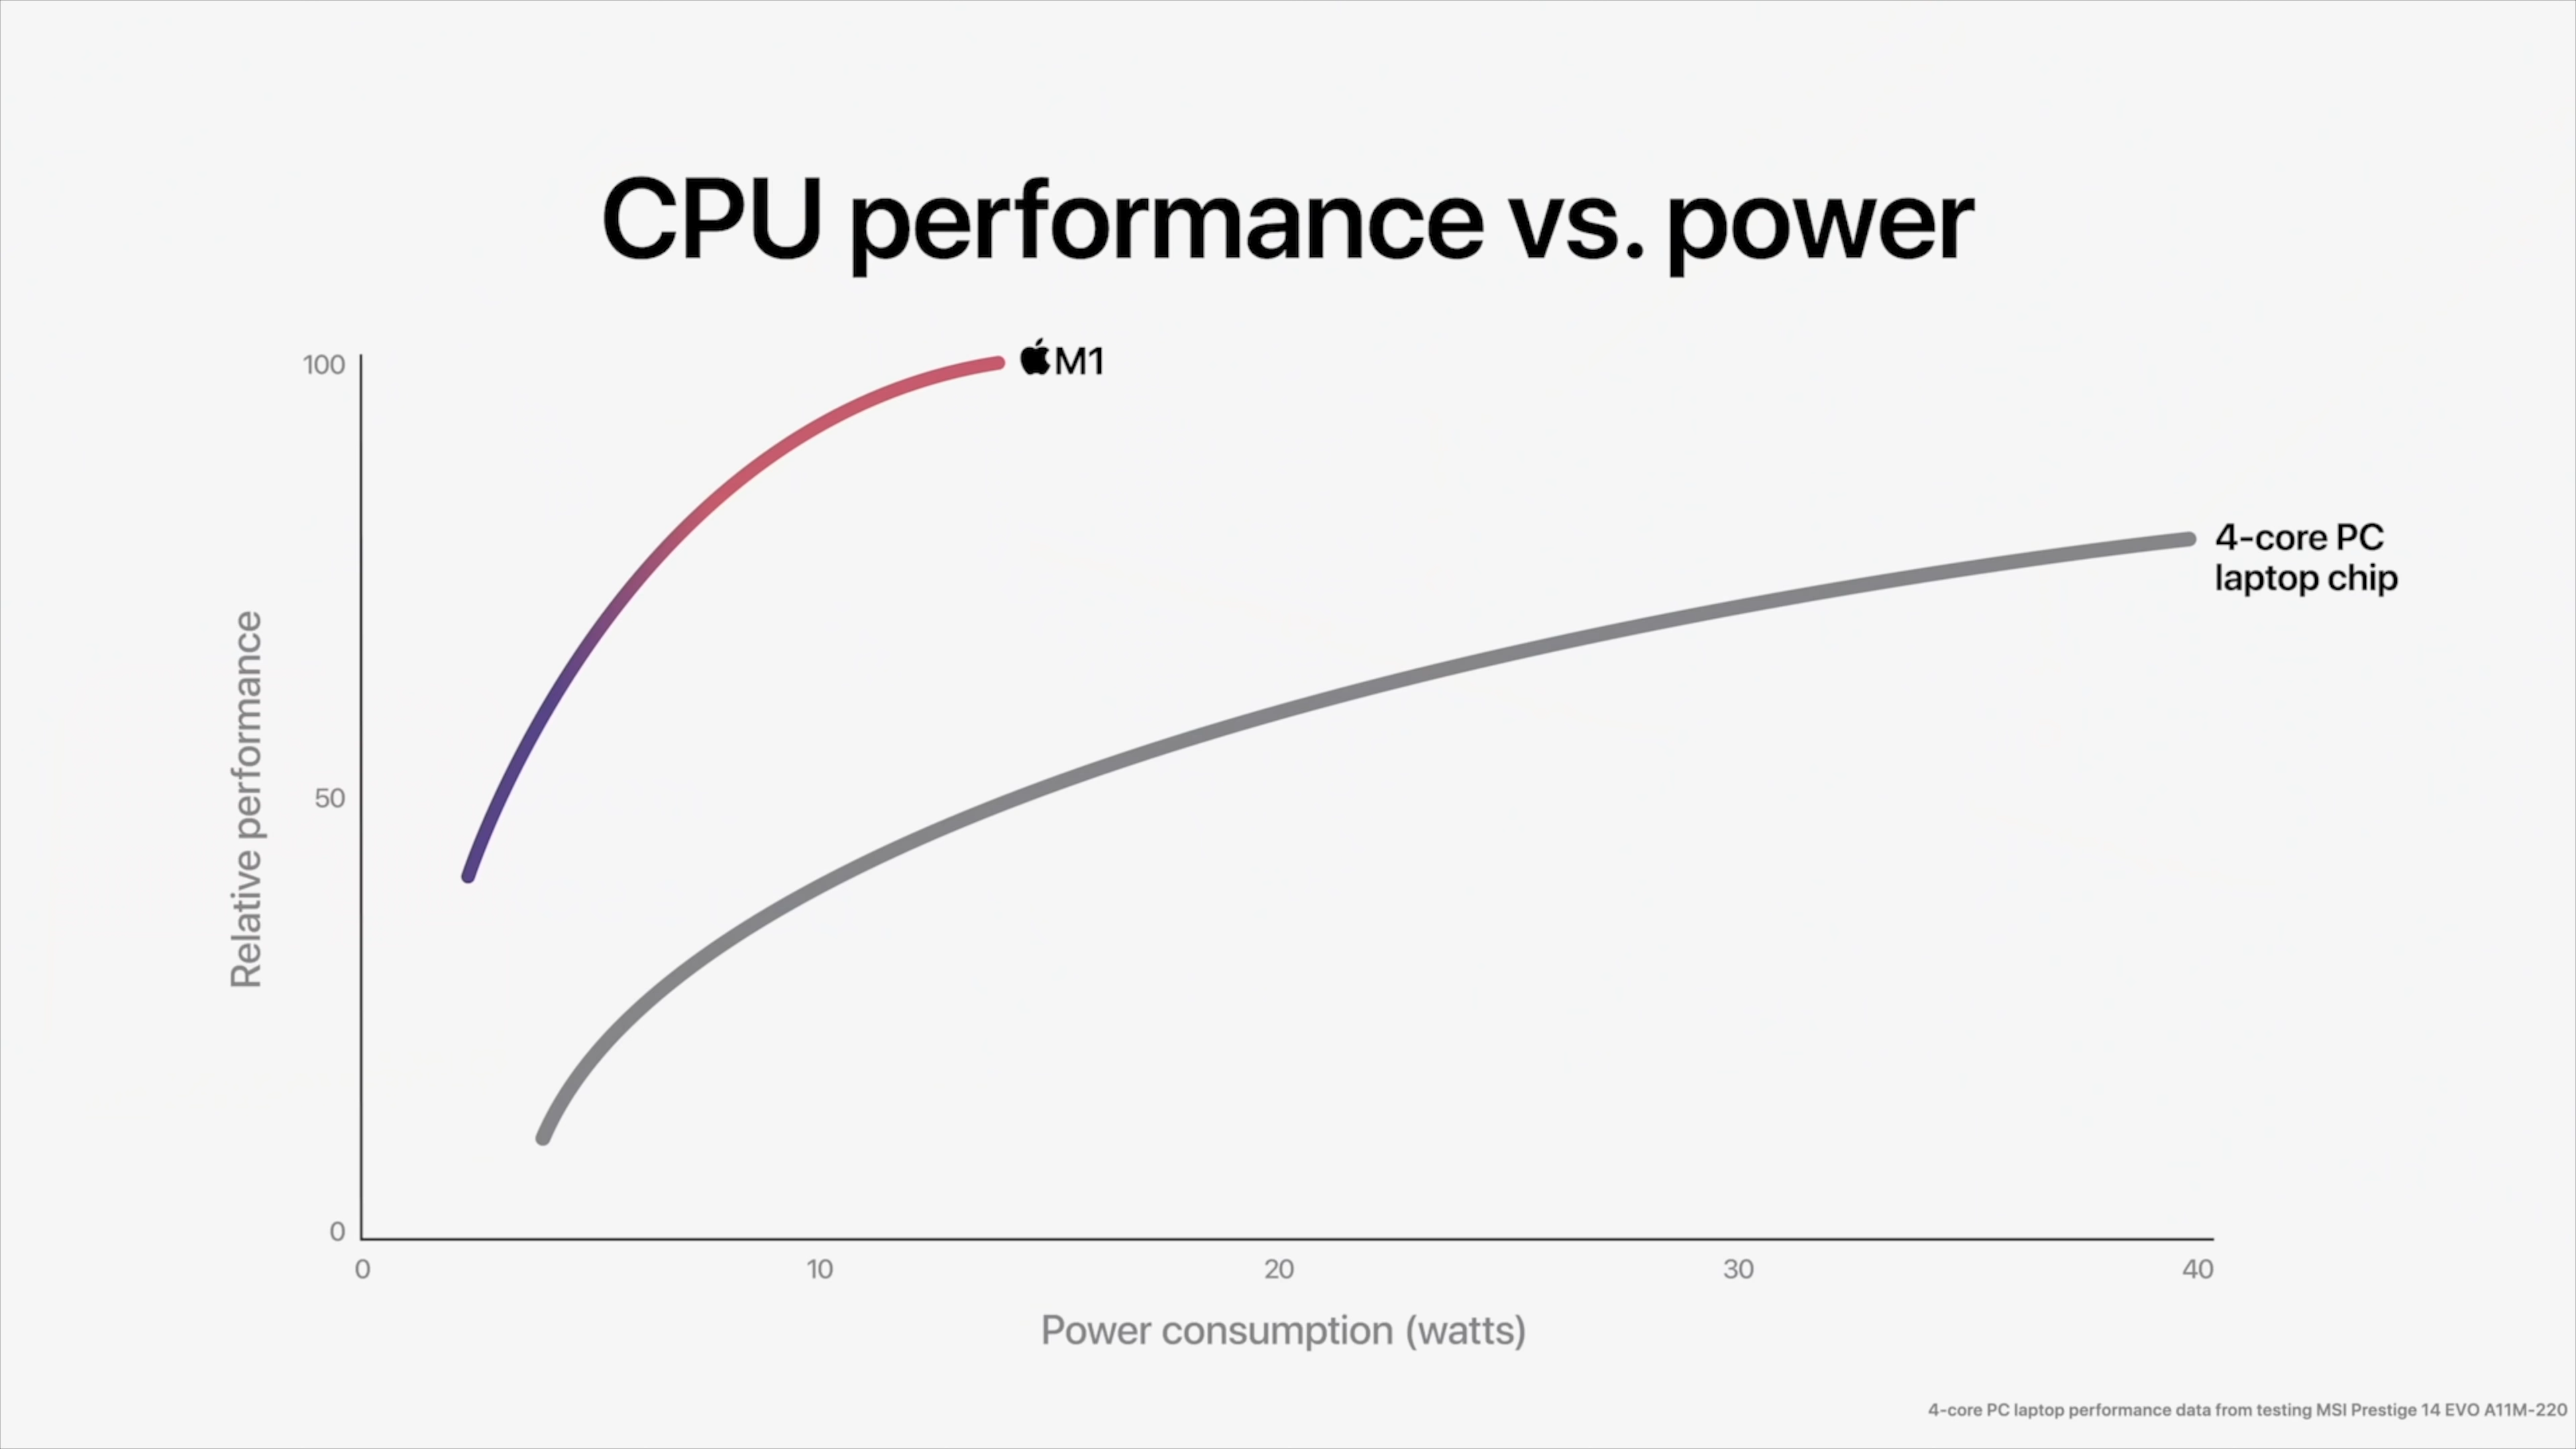 CPU performance vs. power
100
M1
4-core PC
laptop chip
Relative performance
50
0
0 10 20 30 40
Power consumption (watts)
4-core PC laptop performance data from testing MSI Prestige 14 EVO A11M-220